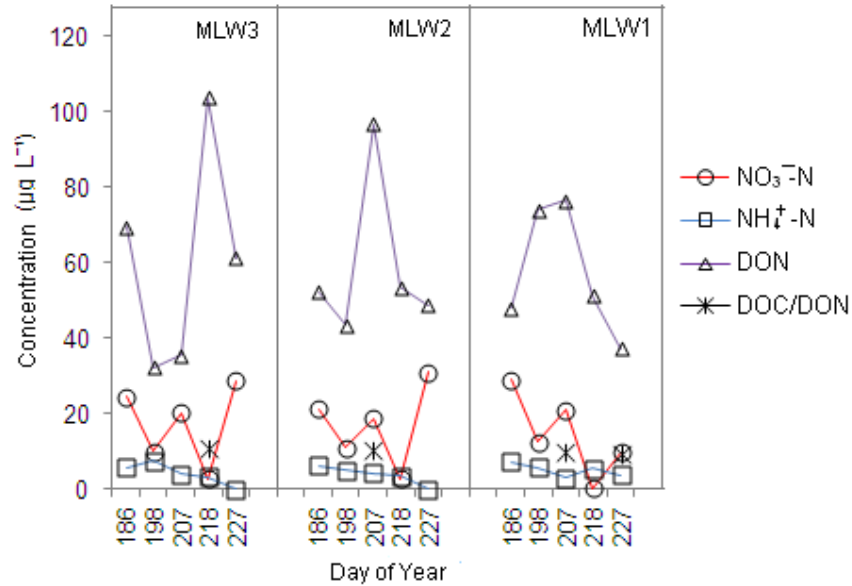 MLW3 MLW2 MLW1
120
100
80
60
40
20
0
Concentration (µg L⁻¹)
186 198 207 218 227 186 198 207 218 227 186 198 207 218 227
Day of Year
NO₃⁻-N
NH₄⁺-N
DON
DOC/DON